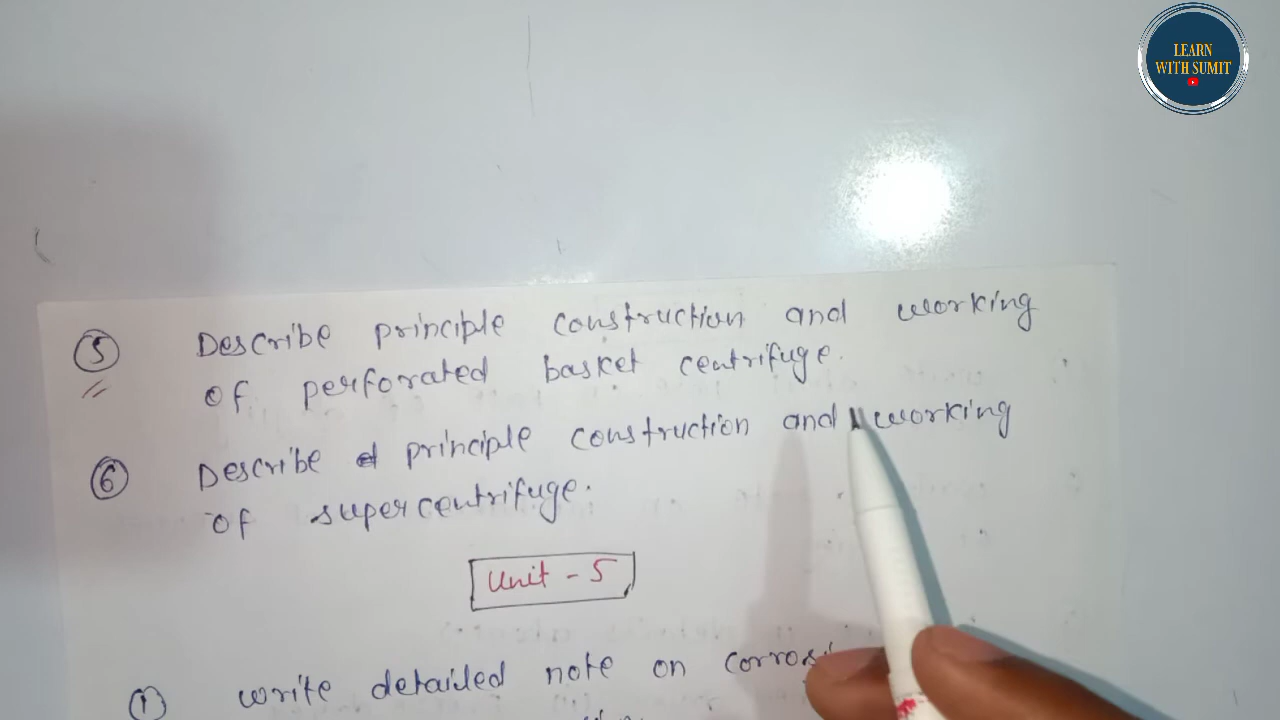 LEARN
WITH SUMIT
5 Describe principle construction and working
of perforated basket centrifuge.
6 Describe principle construction and working
of supercentrifuge.
Unit - 5
1 write detailed note on